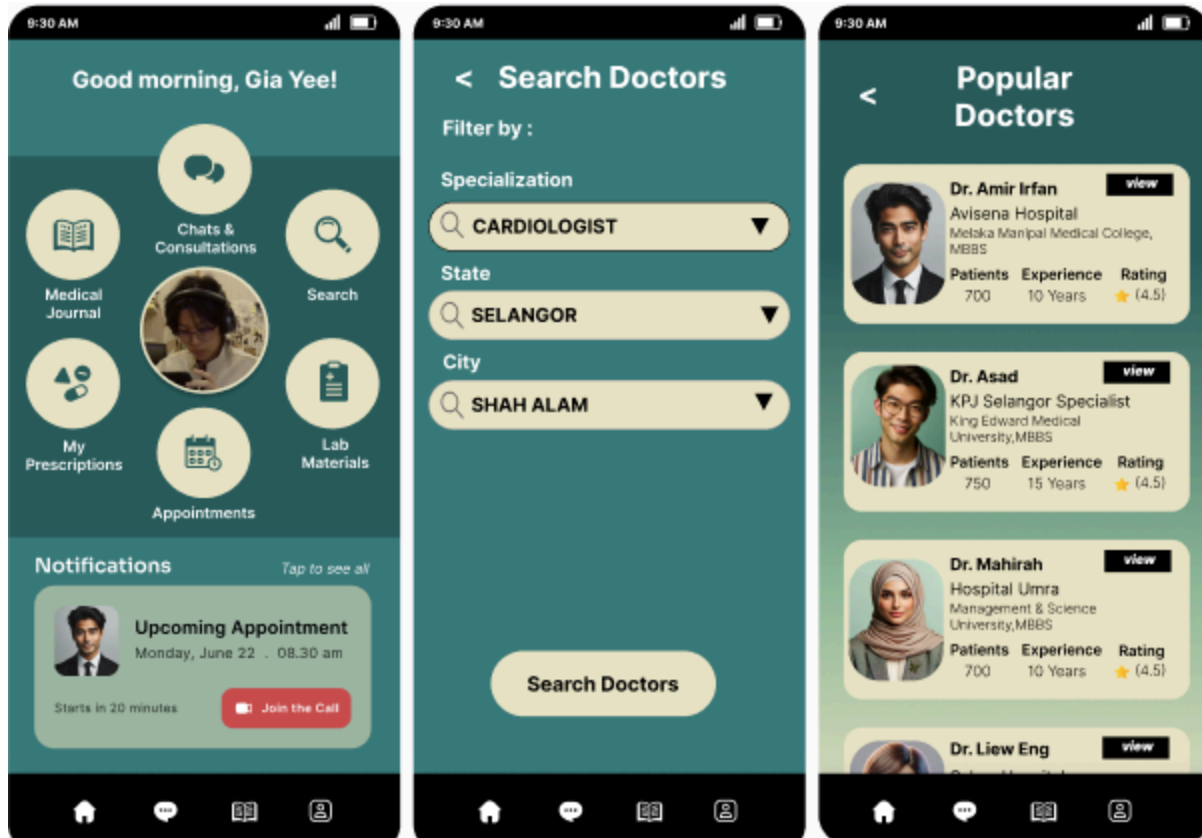 9:30 AM
Good morning, Gia Yee!
Chats &
Consultations
Medical
Journal
Search
My
Prescriptions
Lab
Materials
Appointments
Notifications
Tap to see all
Upcoming Appointment
Monday, June 22 . 08.30 am
Starts in 20 minutes
Join the Call
9:30 AM
< Search Doctors
Filter by :
Specialization
CARDIOLOGIST
State
SELANGOR
City
SHAH ALAM
Search Doctors
9:30 AM
<
Popular
Doctors
Dr. Amir Irfan
view
Avisena Hospital
Melaka Manipal Medical College,
MBBS
Patients Experience Rating
700 10 Years (4.5)
Dr. Asad
view
KPJ Selangor Specialist
King Edward Medical
University,MBBS
Patients Experience Rating
750 15 Years (4.5)
Dr. Mahirah
view
Hospital Umra
Management & Science
University,MBBS
Patients Experience Rating
700 10 Years (4.5)
Dr. Liew Eng
view